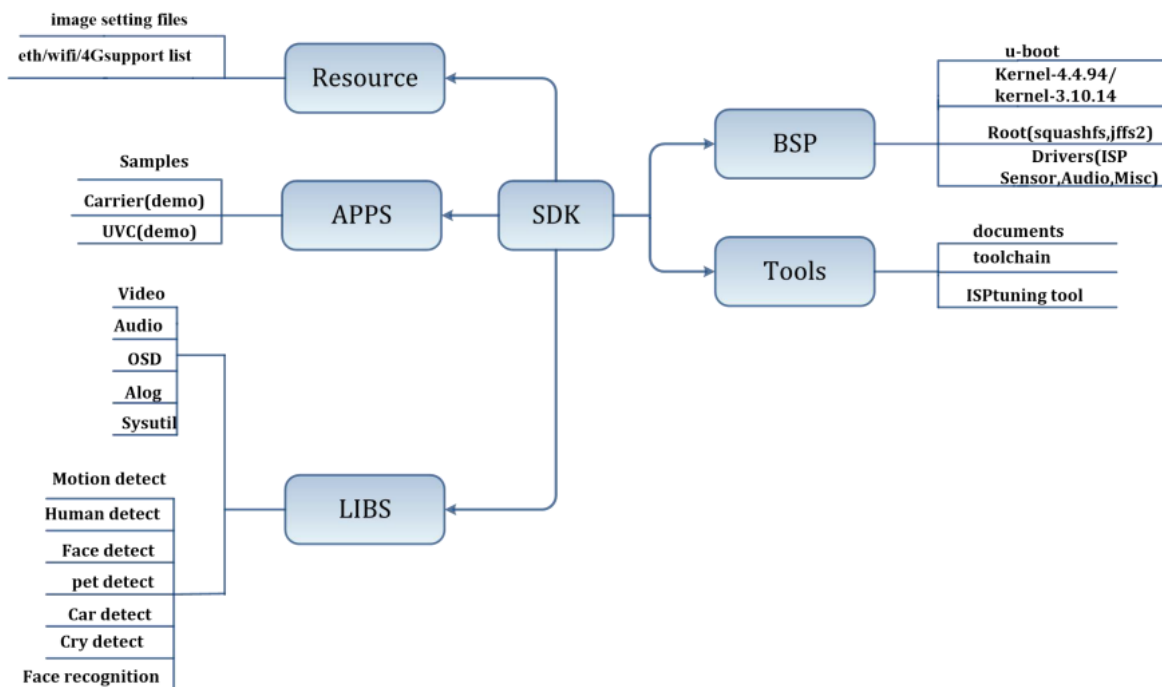 image setting files
eth/wifi/4Gsupport list
Resource
Samples
Carrier(demo)
UVC(demo)
APPS
SDK
Video
Audio
OSD
Alog
Sysutil
Motion detect
Human detect
Face detect
pet detect
Car detect
Cry detect
Face recognition
LIBS
BSP
u-boot
Kernel-4.4.94/
kernel-3.10.14
Root(squashfs,jffs2)
Drivers(ISP
Sensor,Audio,Misc)
Tools
documents
toolchain
ISPtuning tool